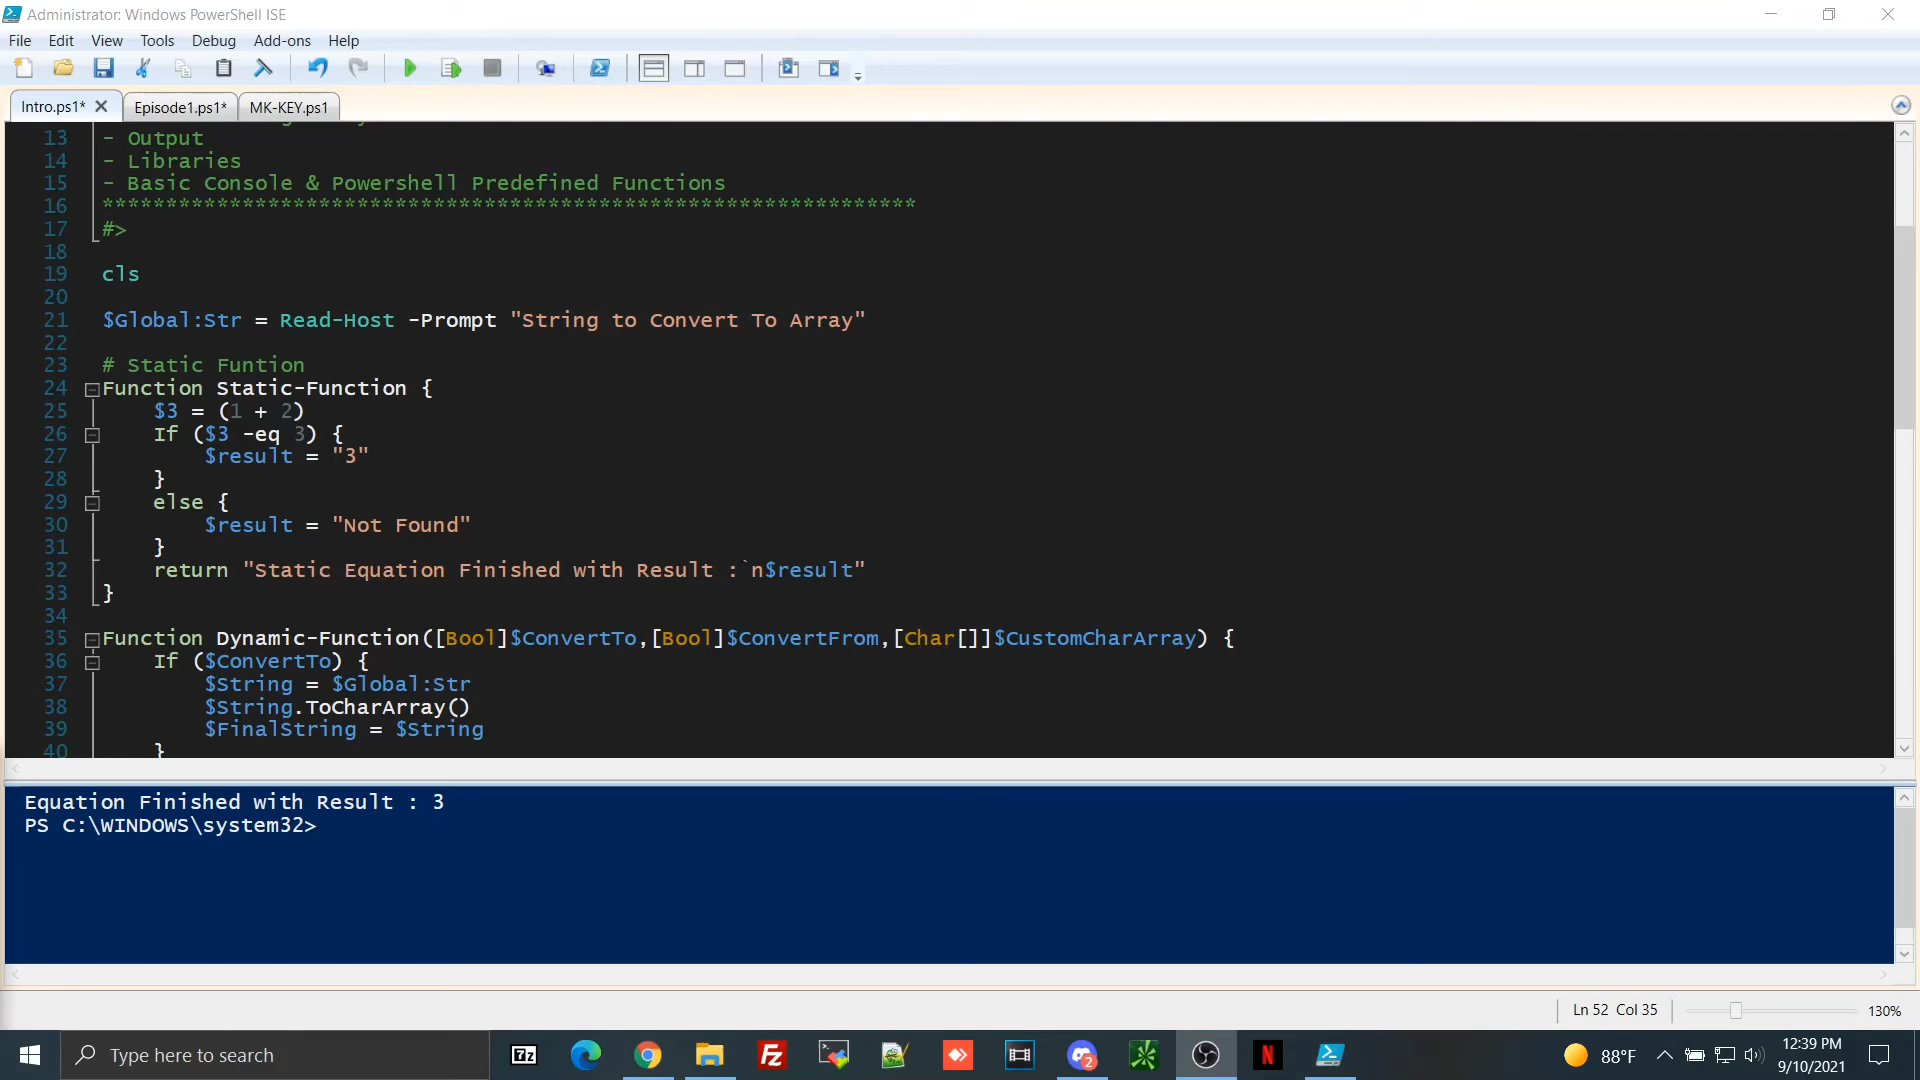 Administrator: Windows PowerShell ISE
File Edit View Tools Debug Add-ons Help
Intro.ps1* Episode1.ps1* MK-KEY.ps1
13 - Output
14 - Libraries
15 - Basic Console & Powershell Predefined Functions
16 ****************************************************************
17 #>
18
19 cls
20
21 $Global:Str = Read-Host -Prompt "String to Convert To Array"
22
23 # Static Funtion
24 Function Static-Function {
25 $3 = (1 + 2)
26 If ($3 -eq 3) {
27 $result = "3"
28 }
29 else {
30 $result = "Not Found"
31 }
32 return "Static Equation Finished with Result :`n$result"
33 }
34
35 Function Dynamic-Function([Bool]$ConvertTo,[Bool]$ConvertFrom,[Char[]]$CustomCharArray) {
36 If ($ConvertTo) {
37 $String = $Global:Str
38 $String.ToCharArray()
39 $FinalString = $String
40 }
Equation Finished with Result : 3
PS C:\WINDOWS\system32>
Ln 52 Col 35 130%
Type here to search
7z
Fz
2
N
88°F
12:39 PM
9/10/2021